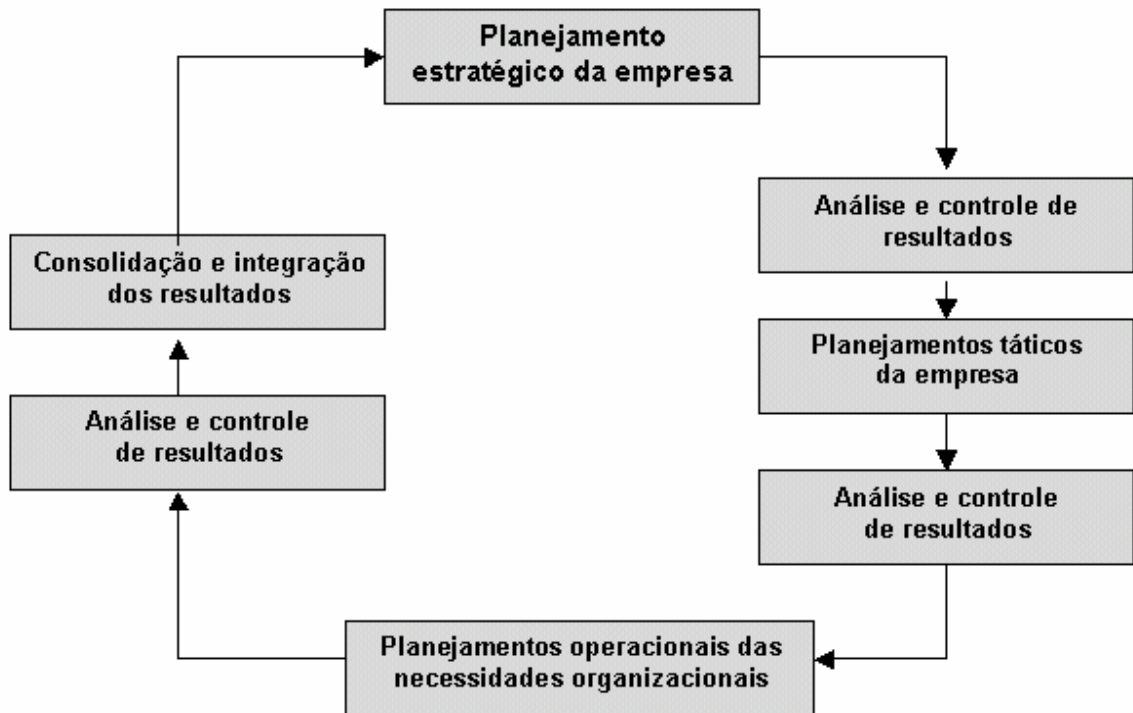 Planejamento
estratégico da empresa
Análise e controle de
resultados
Planejamentos táticos
da empresa
Análise e controle
de resultados
Planejamentos operacionais das
necessidades organizacionais
Análise e controle
de resultados
Consolidação e integração
dos resultados